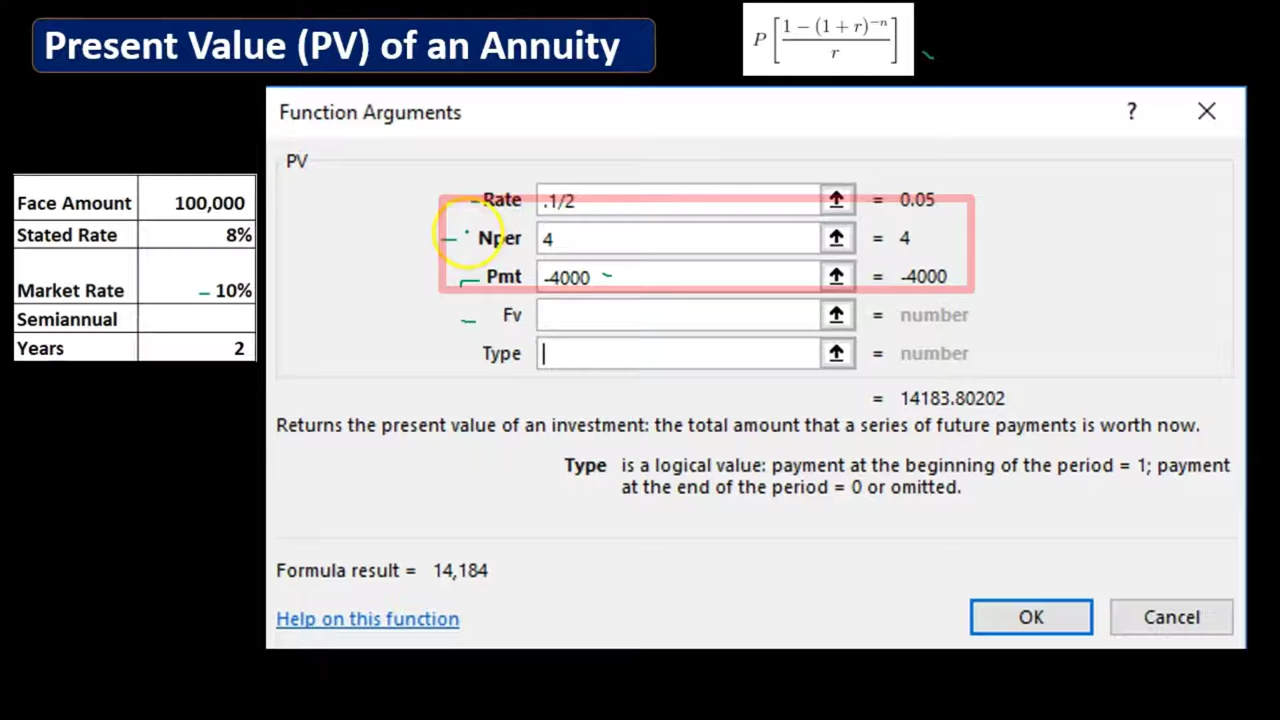 Present Value (PV) of an Annuity
P [ 1 − (1 + r)^−n / r ]
Function Arguments
?
PV
Face Amount 100,000
Stated Rate 8%
Market Rate 10%
Semiannual
Years 2
Rate .1/2 = 0.05
Nper 4 = 4
Pmt -4000 = -4000
Fv = number
Type = number
= 14183.80202
Returns the present value of an investment: the total amount that a series of future payments is worth now.
Type is a logical value: payment at the beginning of the period = 1; payment
at the end of the period = 0 or omitted.
Formula result = 14,184
Help on this function
OK
Cancel